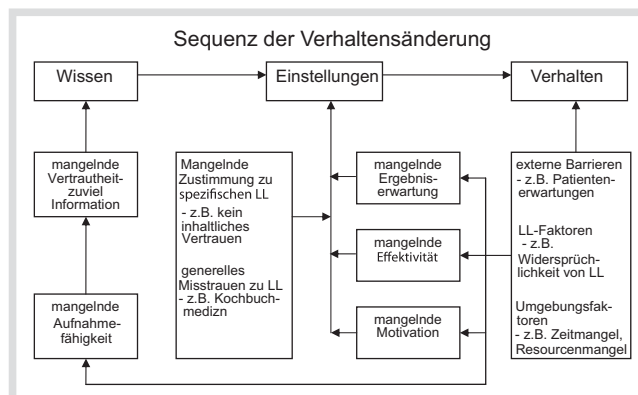 Sequenz der Verhaltensänderung
Wissen
Einstellungen
Verhalten
mangelnde
Vertrautheit-
zuviel
Information
mangelnde
Aufnahme-
fähigkeit
Mangelnde
Zustimmung zu
spezifischen LL
- z.B. kein
inhaltliches
Vertrauen
generelles
Misstrauen zu LL
- z.B. Kochbuch-
medizn
mangelnde
Ergebnis-
erwartung
mangelnde
Effektivität
mangelnde
Motivation
externe Barrieren
- z.B. Patienten-
erwartungen
LL-Faktoren
- z.B.
Widersprüch-
lichkeit von LL
Umgebungsfak-
toren
- z.B. Zeitmangel,
Resourcenmangel